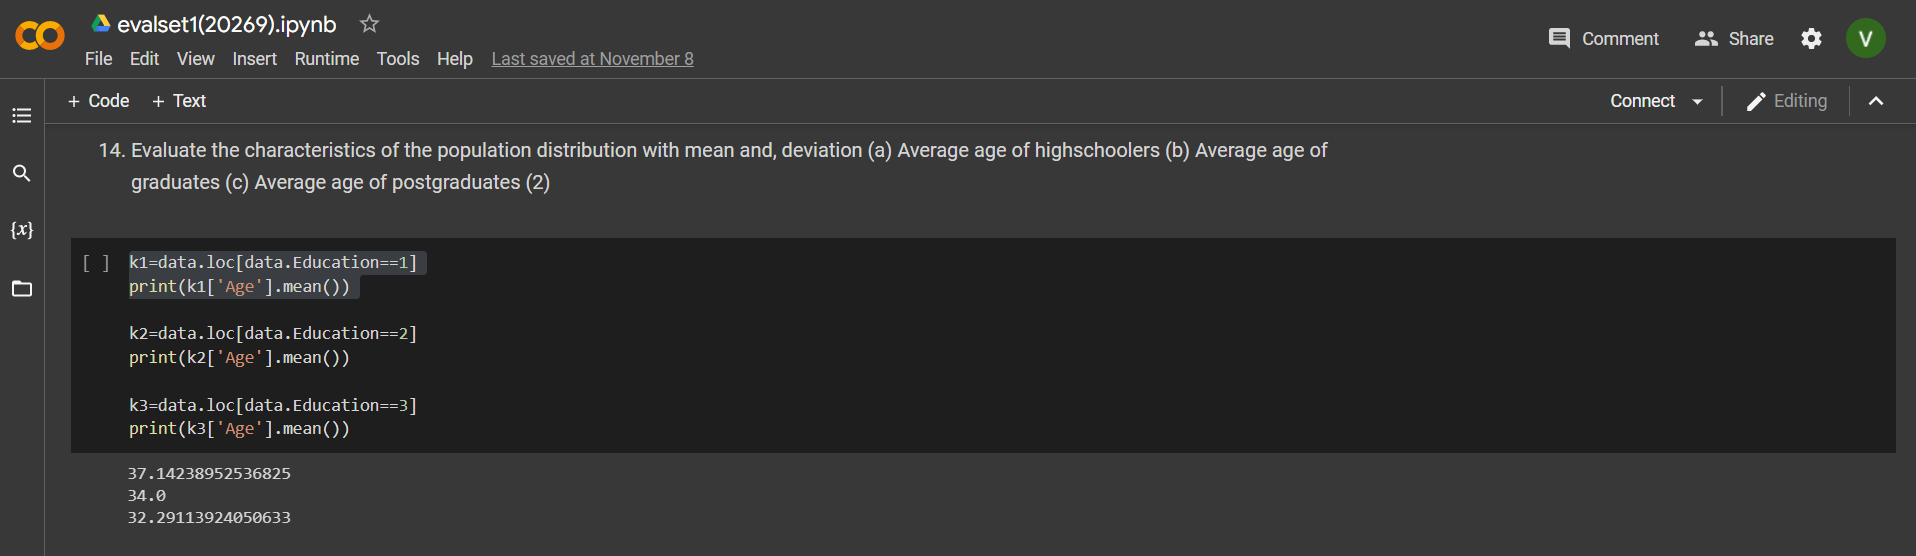 evalset1(20269).ipynb
File Edit View Insert Runtime Tools Help Last saved at November 8
Comment Share V
+ Code + Text
Connect Editing
14. Evaluate the characteristics of the population distribution with mean and, deviation (a) Average age of highschoolers (b) Average age of
graduates (c) Average age of postgraduates (2)
{x}
[ ] k1=data.loc[data.Education==1]
print(k1['Age'].mean())
k2=data.loc[data.Education==2]
print(k2['Age'].mean())
k3=data.loc[data.Education==3]
print(k3['Age'].mean())
37.14238952536825
34.0
32.29113924050633